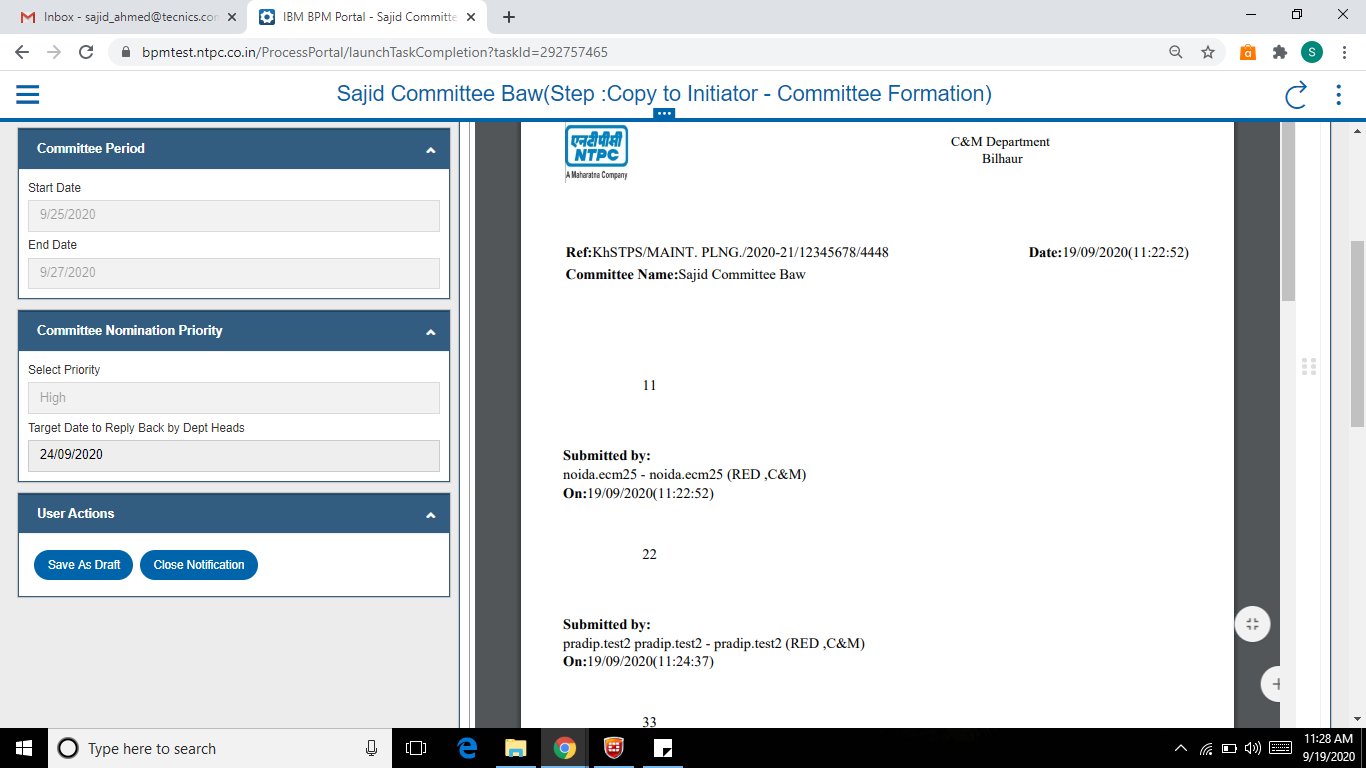 Inbox - sajid_ahmed@tecnics.con
IBM BPM Portal - Sajid Committe
bpmtest.ntpc.co.in/ProcessPortal/launchTaskCompletion?taskId=292757465
S
Sajid Committee Baw(Step :Copy to Initiator - Committee Formation)
Committee Period
Start Date
9/25/2020
End Date
9/27/2020
Committee Nomination Priority
Select Priority
High
Target Date to Reply Back by Dept Heads
24/09/2020
User Actions
Save As Draft
Close Notification
एनटीपीसी
NTPC
A Maharatna Company
C&M Department
Bilhaur
Ref:KhSTPS/MAINT. PLNG./2020-21/12345678/4448
Date:19/09/2020(11:22:52)
Committee Name:Sajid Committee Baw
11
Submitted by:
noida.ecm25 - noida.ecm25 (RED ,C&M)
On:19/09/2020(11:22:52)
22
Submitted by:
pradip.test2 pradip.test2 - pradip.test2 (RED ,C&M)
On:19/09/2020(11:24:37)
33
Type here to search
11:28 AM
9/19/2020